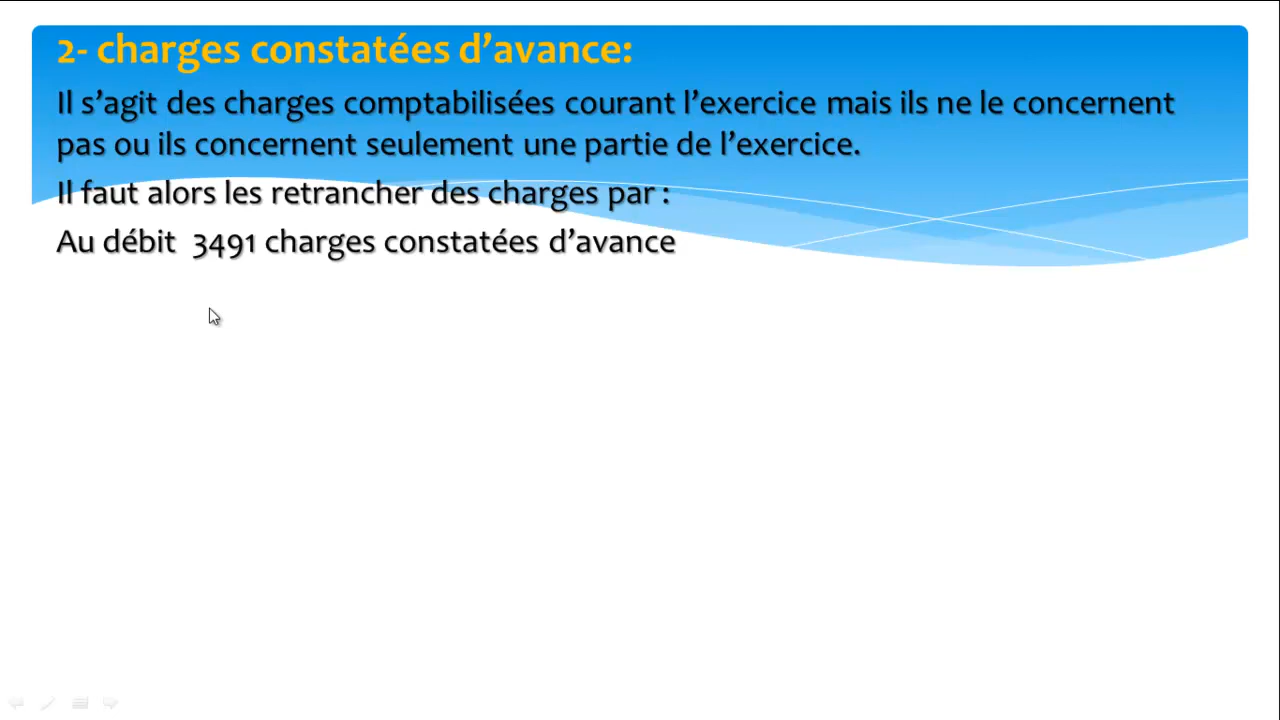 2- charges constatées d’avance:
Il s’agit des charges comptabilisées courant l’exercice mais ils ne le concernent
pas ou ils concernent seulement une partie de l’exercice.
Il faut alors les retrancher des charges par :
Au débit  3491 charges constatées d’avance